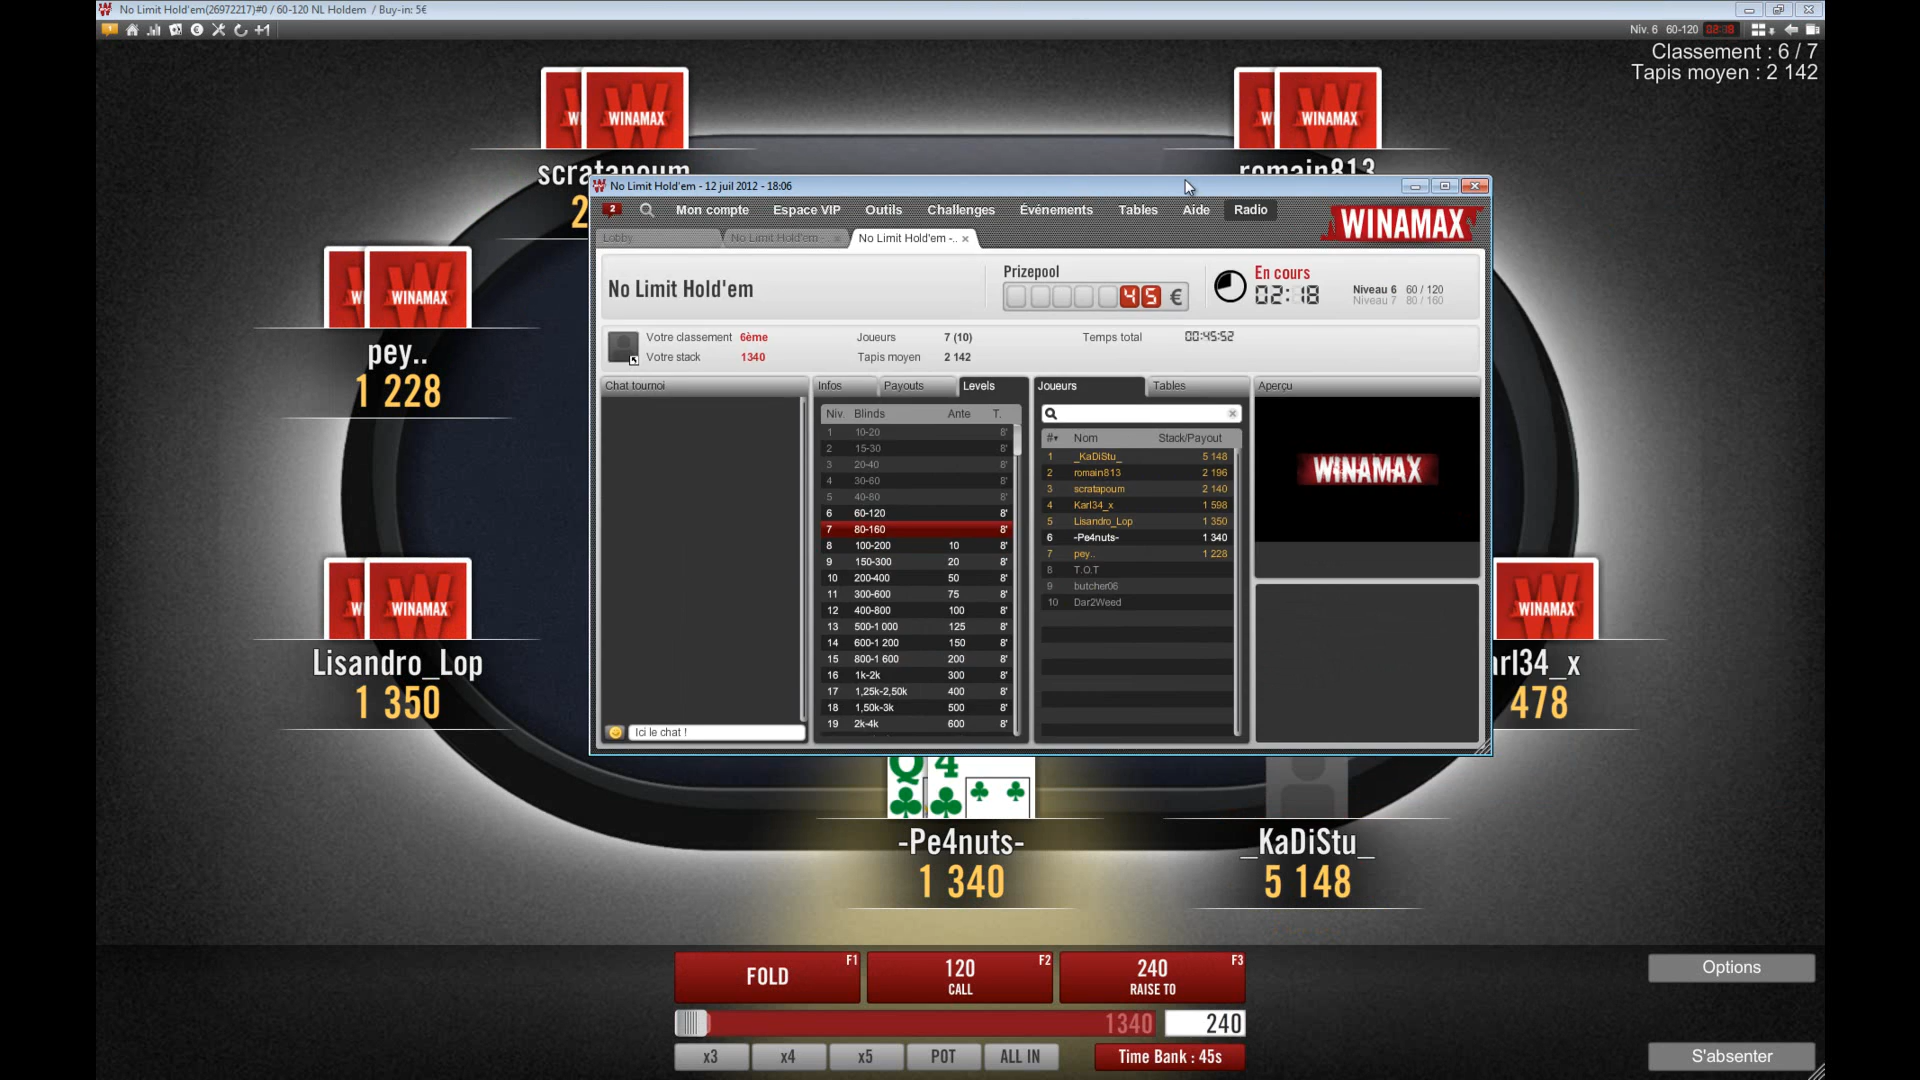 No Limit Hold'em(26972217)#0 / 60-120 NL Holdem / Buy-in: 5€
+1
Niv. 6 60-120 02:18
Classement : 6 / 7
Tapis moyen : 2 142
WINAMAX
WINAMAX
scratapoum
romain813
No Limit Hold'em - 12 juil 2012 - 18:06
2 Mon compte Espace VIP Outils Challenges Événements Tables Aide Radio
WINAMAX
Lobby No Limit Hold'em -.. No Limit Hold'em -..
No Limit Hold'em
Prizepool
45 €
En cours
02:18
Niveau 6 60 / 120
Niveau 7 80 / 160
Votre classement 6ème Joueurs 7 (10) Temps total 00:45:52
Votre stack 1340 Tapis moyen 2 142
Chat tournoi
Infos Payouts Levels
Niv. Blinds Ante T.
1 10-20 8'
2 15-30 8'
3 20-40 8'
4 30-60 8'
5 40-80 8'
6 60-120 8'
7 80-160 8'
8 100-200 10 8'
9 150-300 20 8'
10 200-400 50 8'
11 300-600 75 8'
12 400-800 100 8'
13 500-1 000 125 8'
14 600-1 200 150 8'
15 800-1 600 200 8'
16 1k-2k 300 8'
17 1,25k-2,50k 400 8'
18 1,50k-3k 500 8'
19 2k-4k 600 8'
Joueurs Tables
# Nom Stack/Payout
1 _KaDiStu_ 5 148
2 romain813 2 196
3 scratapoum 2 140
4 Karl34_x 1 598
5 Lisandro_Lop 1 350
6 -Pe4nuts- 1 340
7 pey.. 1 228
8 T.O.T
9 butcher06
10 Dar2Weed
Aperçu
WINAMAX
Ici le chat !
WINAMAX
pey..
1 228
WINAMAX
Lisandro_Lop
1 350
WINAMAX
rl34_x
478
Q 4
-Pe4nuts-
1 340
_KaDiStu_
5 148
FOLD F1
120 F2
CALL
240 F3
RAISE TO
1340 240
x3 x4 x5 POT ALL IN Time Bank : 45s
Options
S'absenter